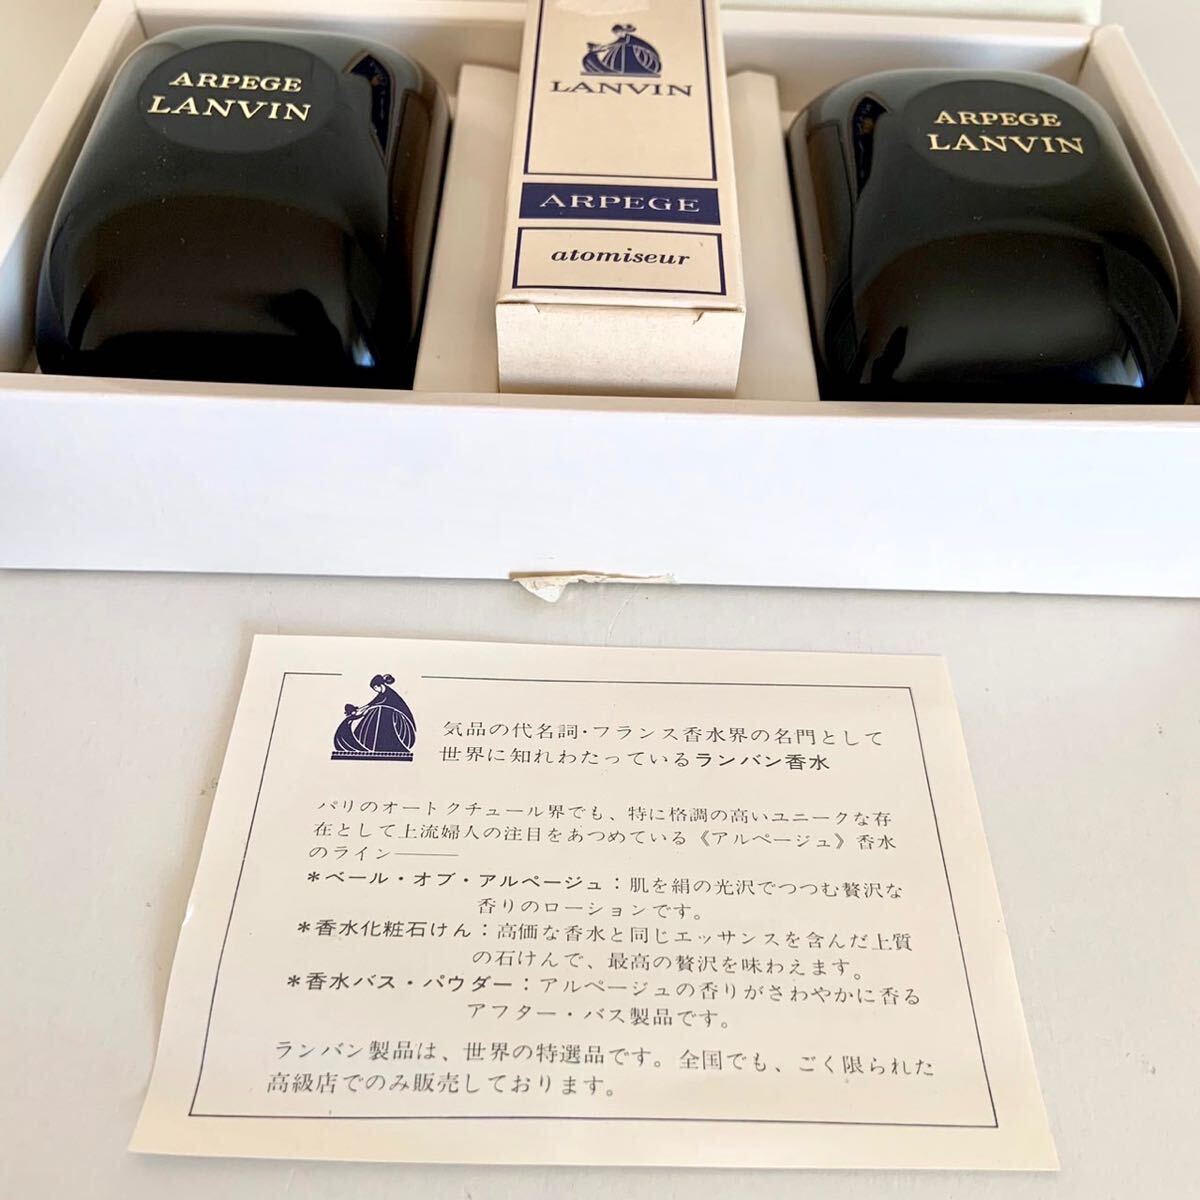 ARPEGE
LANVIN
LANVIN
ARPEGE
atomiseur
ARPEGE
LANVIN
気品の代名詞・フランス香水界の名門として
世界に知れわたっているランバン香水
パリのオートクチュール界でも、特に格調の高いユニークな存
在として上流婦人の注目をあつめている《アルページュ》香水
のライン――
*ベール・オブ・アルページュ：肌を絹の光沢でつつむ贅沢な
香りのローションです。
*香水化粧石けん：高価な香水と同じエッサンスを含んだ上質
の石けんで、最高の贅沢を味わえます。
*香水バス・パウダー：アルページュの香りがさわやかに香る
アフター・バス製品です。
ランバン製品は、世界の特選品です。全国でも、ごく限られた
高級店でのみ販売しております。